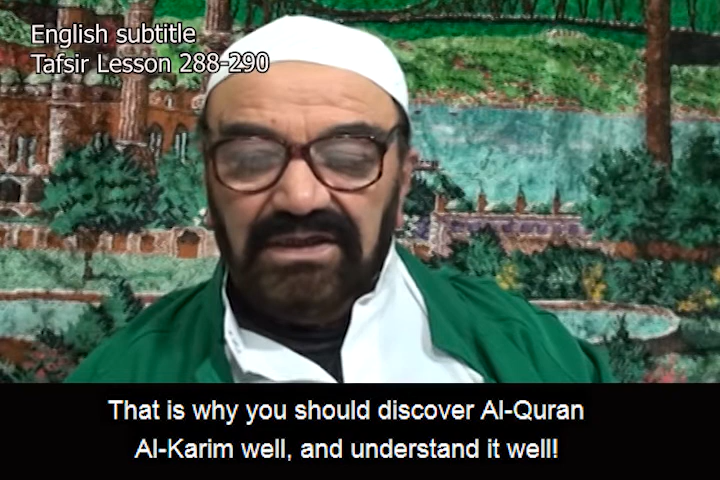 English subtitle
Tafsir Lesson 288-290
That is why you should discover Al-Quran
Al-Karim well, and understand it well!